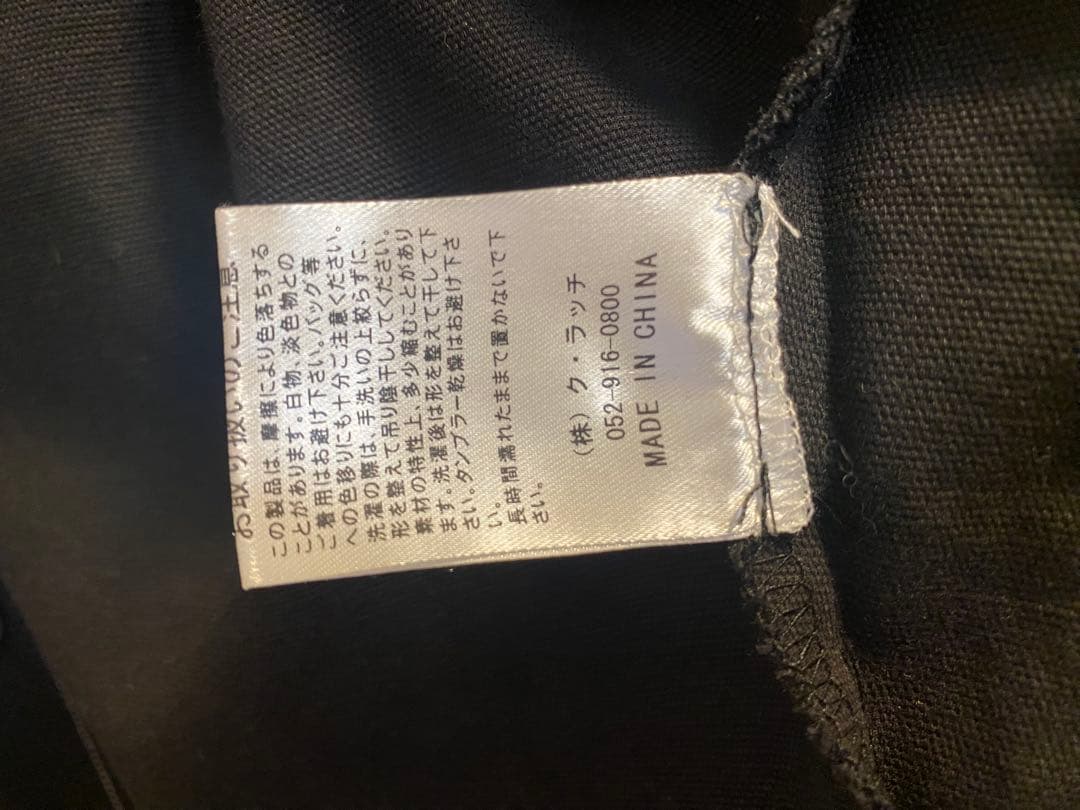 お取り扱いのご注意
この製品は、摩擦により色落ちする
ことがあります。白物、淡色物との
ご着用はお避け下さい。バッグ等
への色移りにも十分ご注意ください。
洗濯の際は、手洗いの上絞らずに、
形を整えて吊り陰干ししてください。
素材の特性上、多少縮むことがあり
ます。洗濯後は形を整えて干して下
さい。タンブラー乾燥はお避け下さ
い。
長時間濡れたままで置かないで下
さい。
(株) ク・ラッチ
052-916-0800
MADE IN CHINA